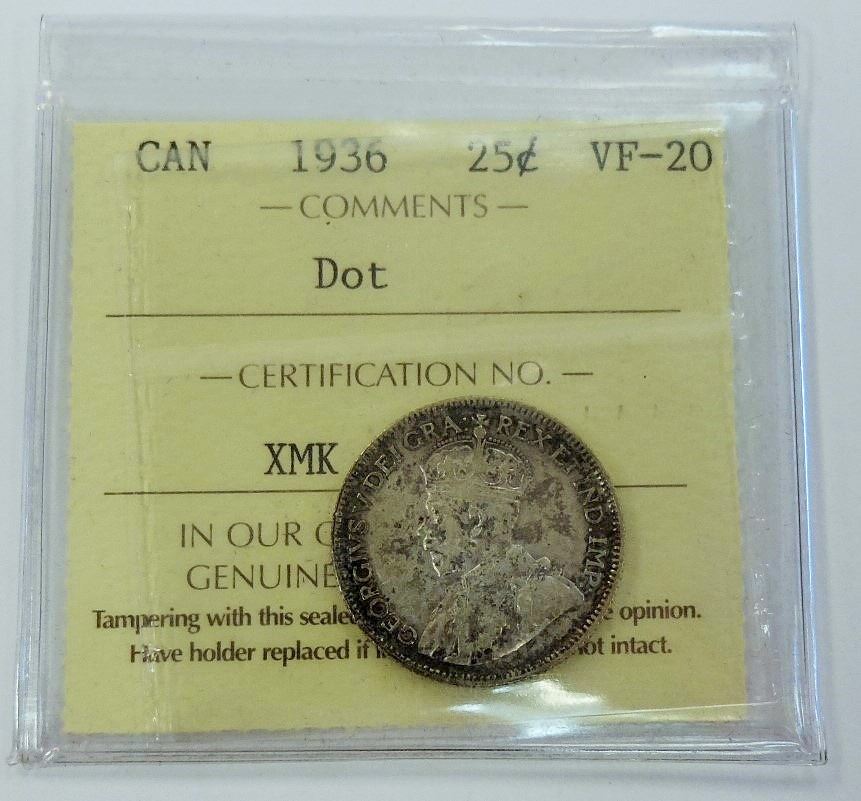 CAN 1936 25¢ VF-20
— COMMENTS —
Dot
— CERTIFICATION NO. —
XMK
IN OUR
GENUINE
Tampering with this opinion.
Have holder replaced if not intact.
GEORGIVS V DEI GRA: REX ET IND: IMP: